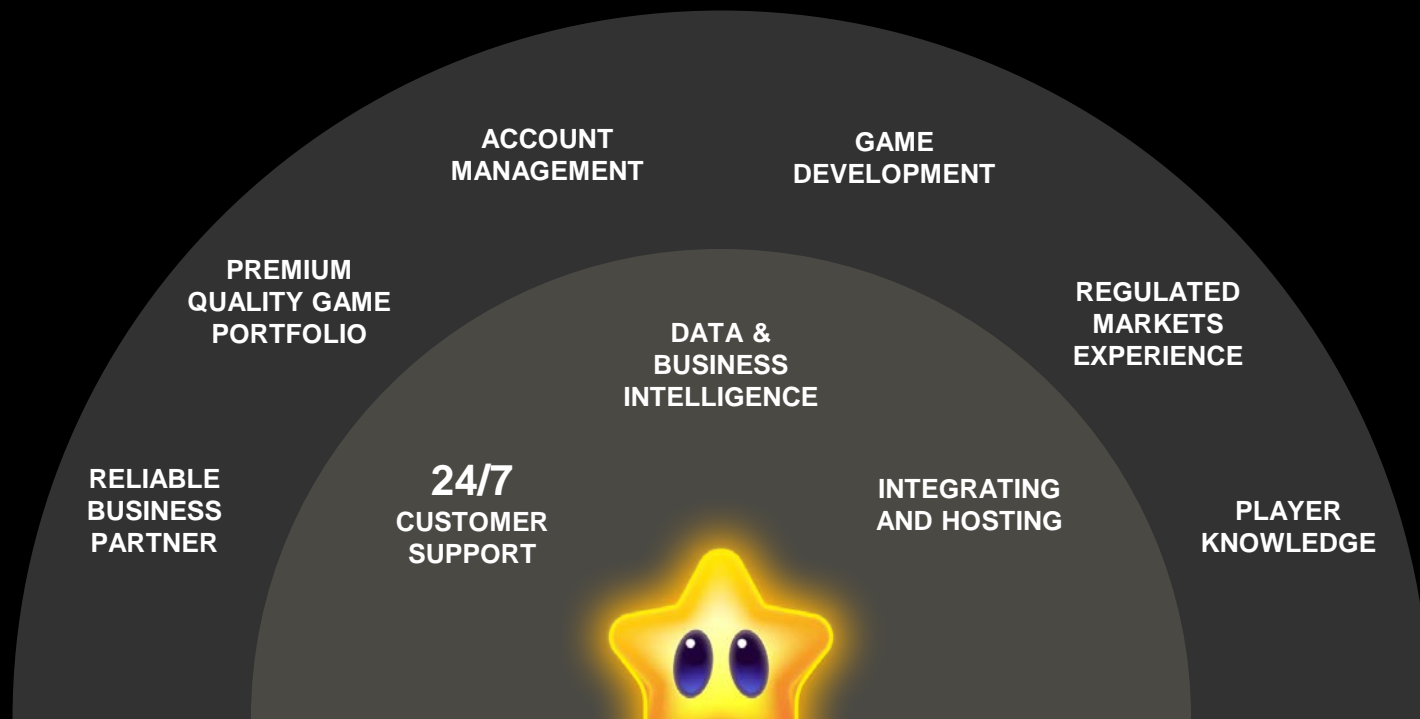 ACCOUNT
MANAGEMENT
GAME
DEVELOPMENT
PREMIUM
QUALITY GAME
PORTFOLIO
REGULATED
MARKETS
EXPERIENCE
DATA &
BUSINESS
INTELLIGENCE
RELIABLE
BUSINESS
PARTNER
24/7
CUSTOMER
SUPPORT
INTEGRATING
AND HOSTING
PLAYER
KNOWLEDGE